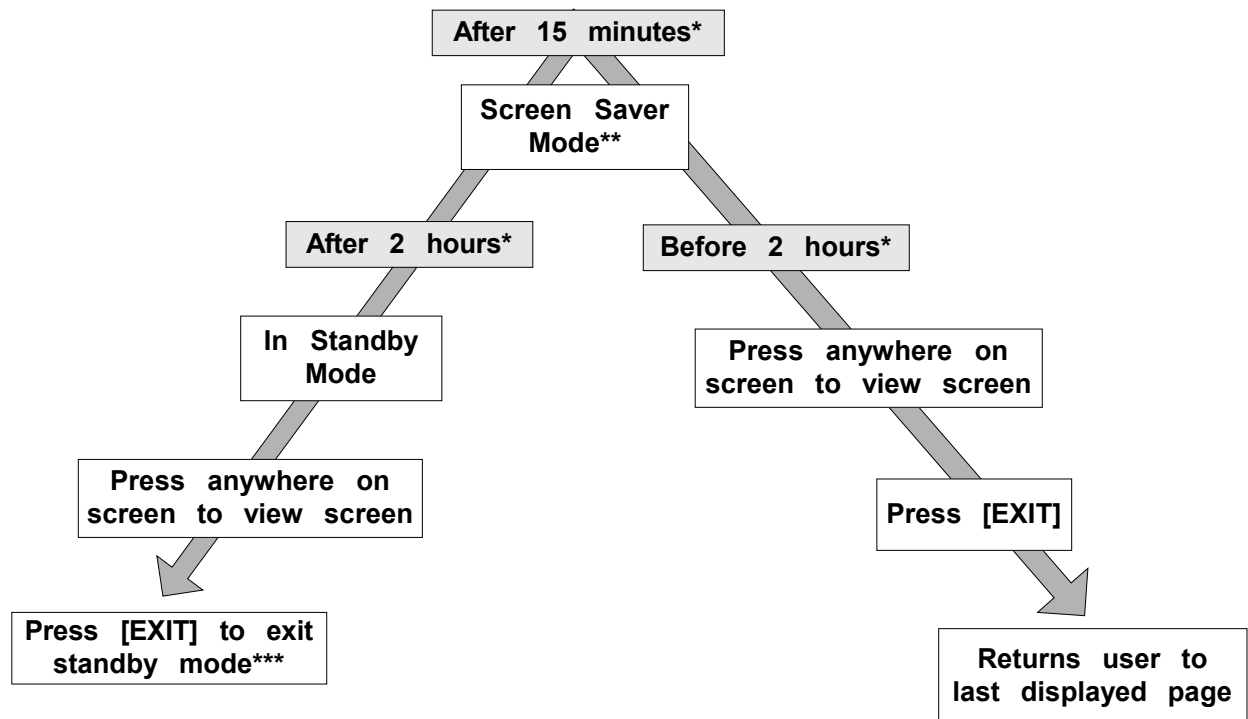 After 15 minutes*
Screen Saver
Mode**
After 2 hours*
Before 2 hours*
In Standby
Mode
Press anywhere on
screen to view screen
Press anywhere on
screen to view screen
Press [EXIT]
Press [EXIT] to exit
standby mode***
Returns user to
last displayed page